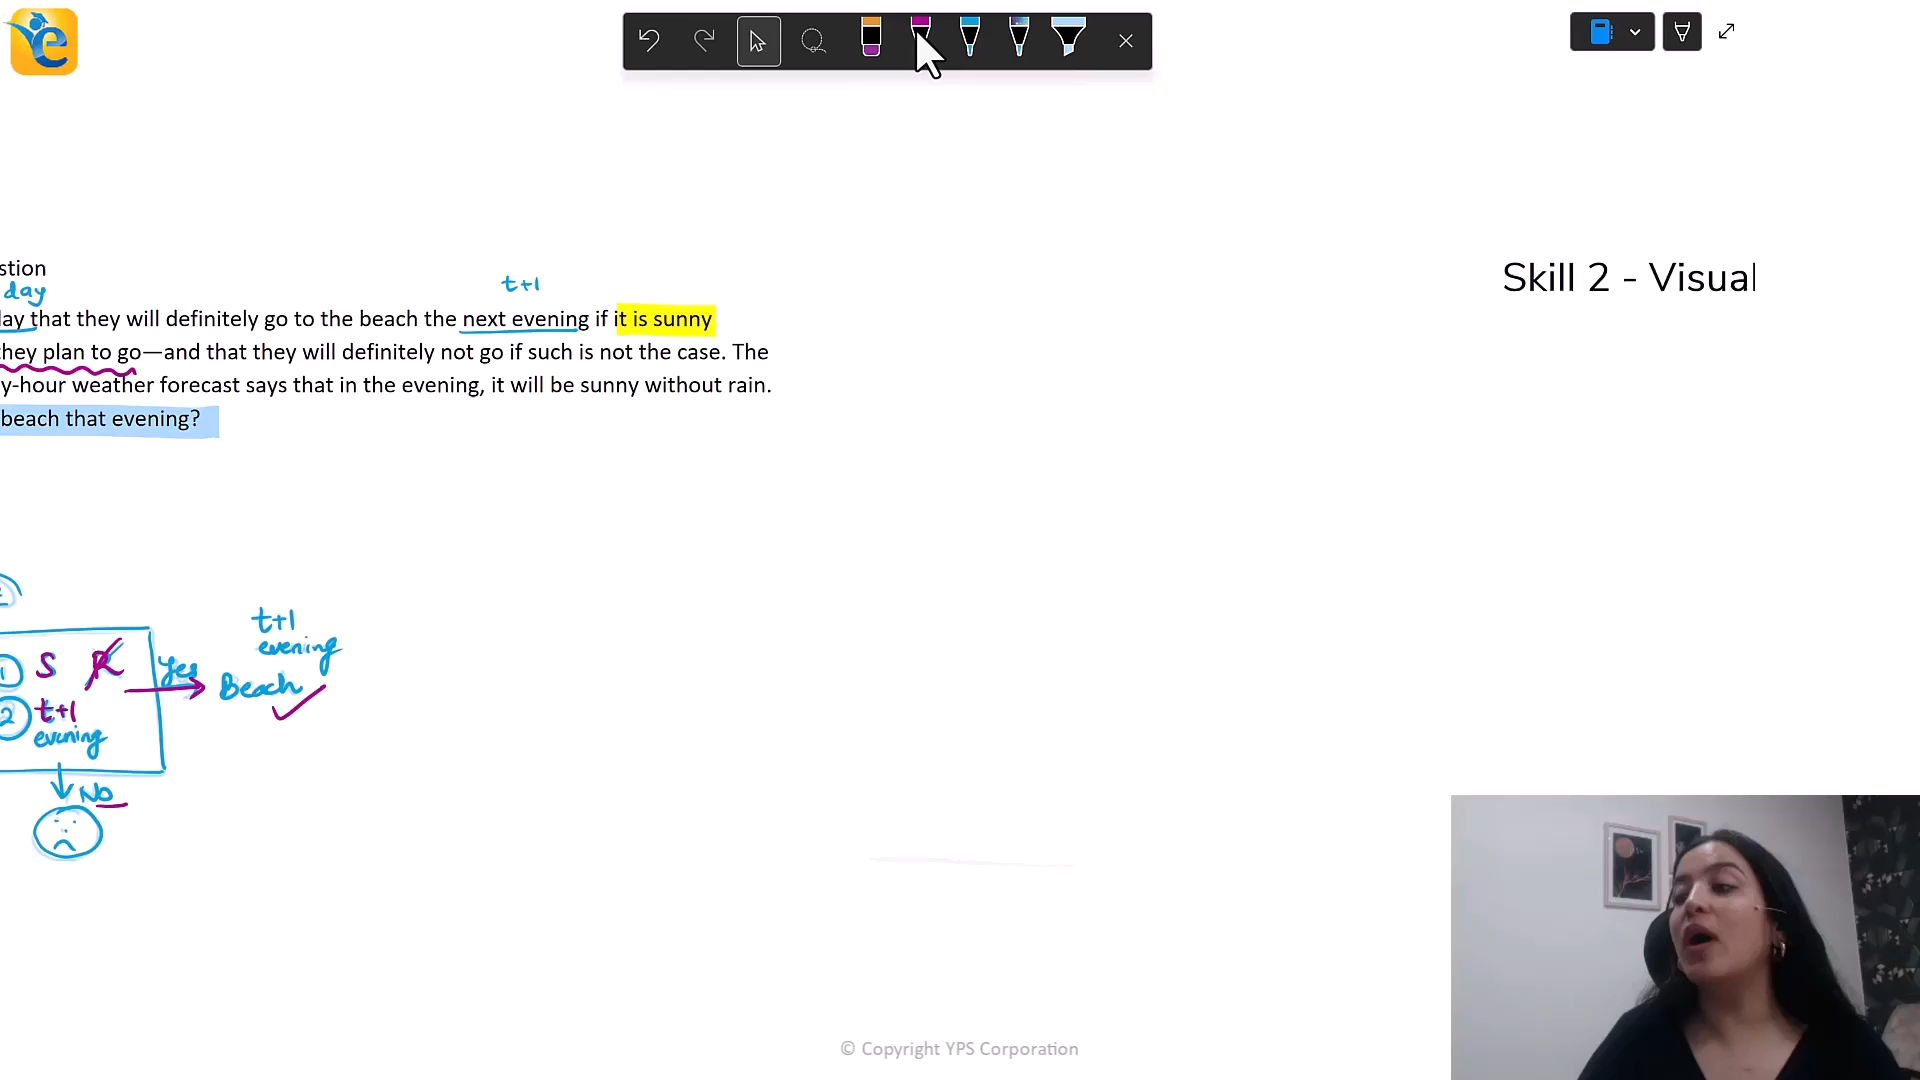 e
stion
day
t+1
lay that they will definitely go to the beach the next evening if it is sunny
they plan to go—and that they will definitely not go if such is not the case. The
y-hour weather forecast says that in the evening, it will be sunny without rain.
beach that evening?
Skill 2 - Visual
1 S R
2 t+1
evening
Yes
t+1
evening
Beach
No
© Copyright YPS Corporation